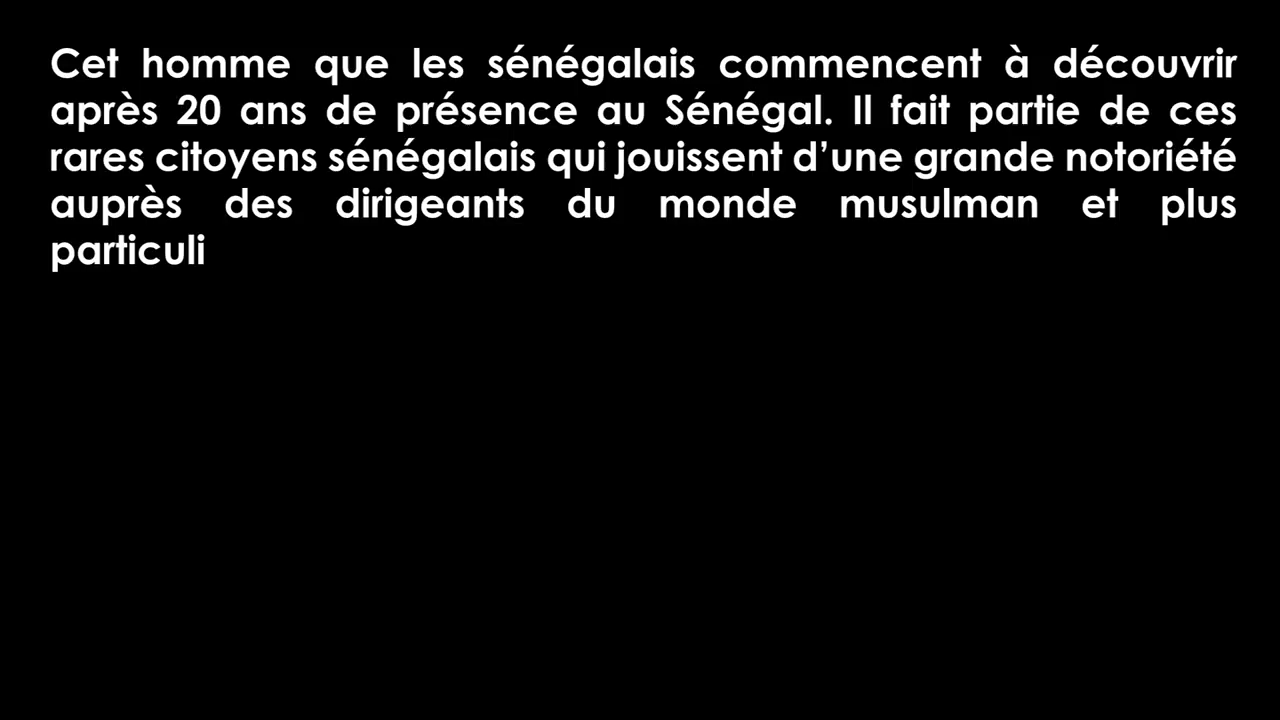 Cet homme que les sénégalais commencent à découvrir
après 20 ans de présence au Sénégal. Il fait partie de ces
rares citoyens sénégalais qui jouissent d’une grande notoriété
auprès des dirigeants du monde musulman et plus
particuli